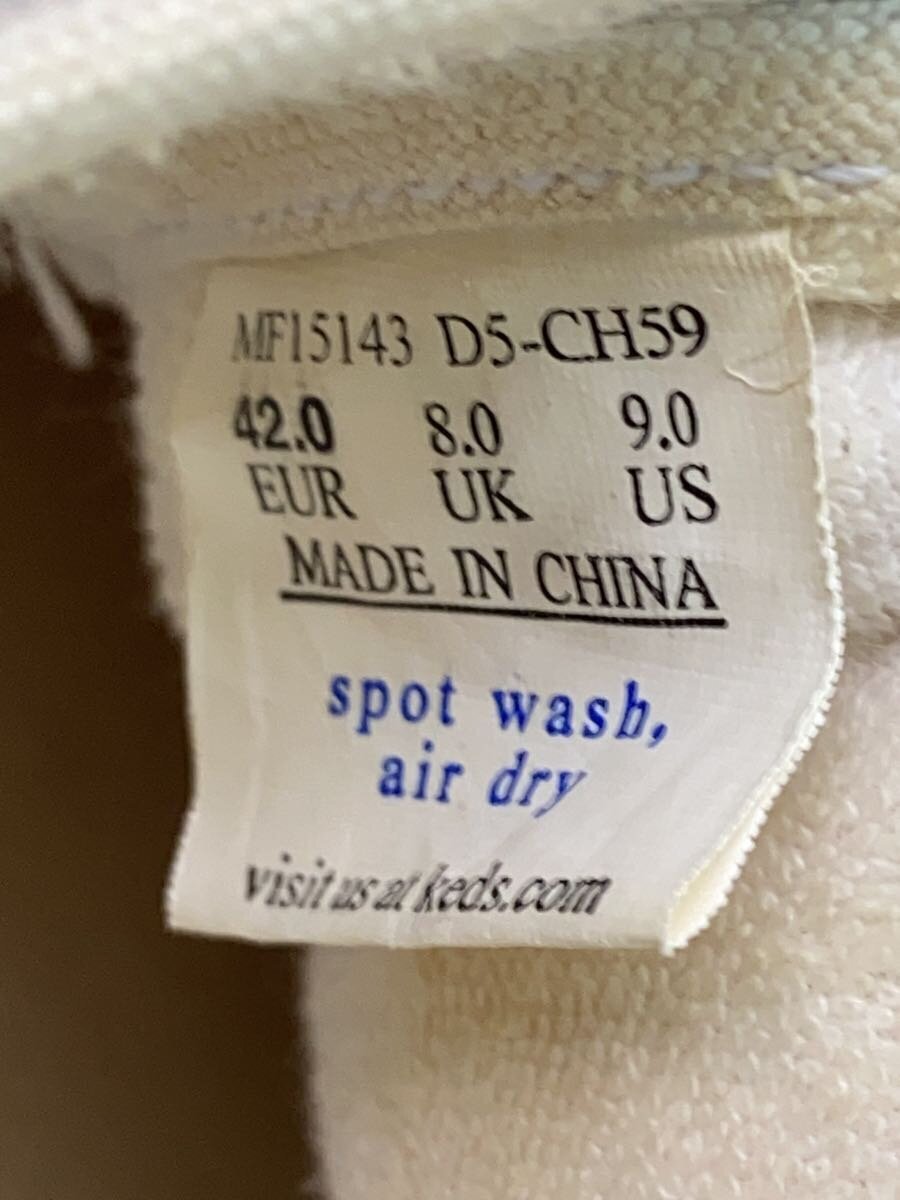 MF15143 D5-CH59
42.0 8.0 9.0
EUR UK US
MADE IN CHINA
spot wash,
air dry
visit us at keds.com